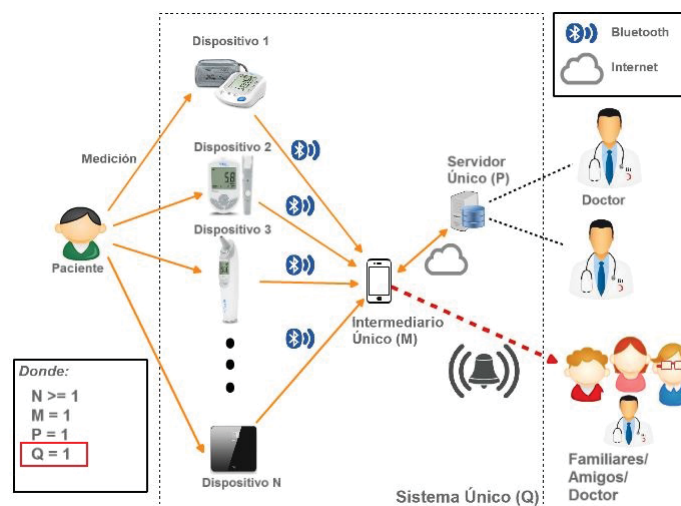 Dispositivo 1
Bluetooth
Internet
Medición
Dispositivo 2
58
Servidor
Único (P)
Doctor
Dispositivo 3
Paciente
Intermediario
Único (M)
Donde:
N >= 1
M = 1
P = 1
Q = 1
Dispositivo N
Sistema Único (Q)
Familiares/
Amigos/
Doctor